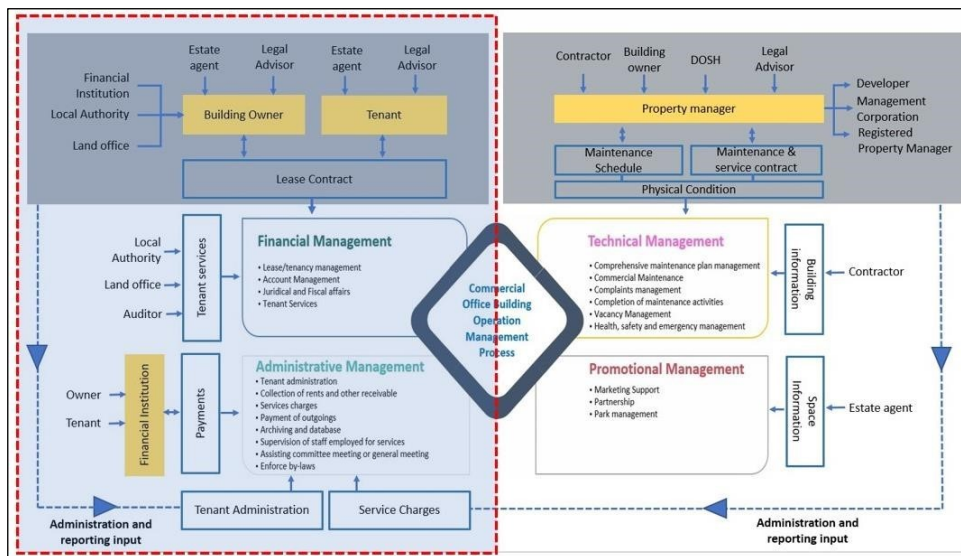 Estate
agent
Legal
Advisor
Estate
agent
Legal
Advisor
Financial
Institution
Local Authority
Land office
Building Owner
Tenant
Lease Contract
Contractor
Building
owner
DOSH
Legal
Advisor
Property manager
Developer
Management
Corporation
Registered
Property Manager
Maintenance
Schedule
Maintenance &
service contract
Physical Condition
Local
Authority
Land office
Auditor
Tenant services
Financial Management
• Lease/tenancy management
• Account Management
• Juridical and Fiscal affairs
• Tenant Services
Commercial
Office Building
Operation
Management
Process
Technical Management
• Comprehensive maintenance plan management
• Commercial Maintenance
• Complaints management
• Completion of maintenance activities
• Vacancy Management
• Health, safety and emergency management
Building
information
Contractor
Owner
Tenant
Financial Institution
Payments
Administrative Management
• Tenant administration
• Collection of rents and other receivable
• Services charges
• Payment of outgoings
• Archiving and database
• Supervision of staff employed for services
• Assisting committee meeting or general meeting
• Enforce by-laws
Promotional Management
• Marketing Support
• Partnership
• Park management
Space
Information
Estate agent
Tenant Administration
Service Charges
Administration and
reporting input
Administration and
reporting input